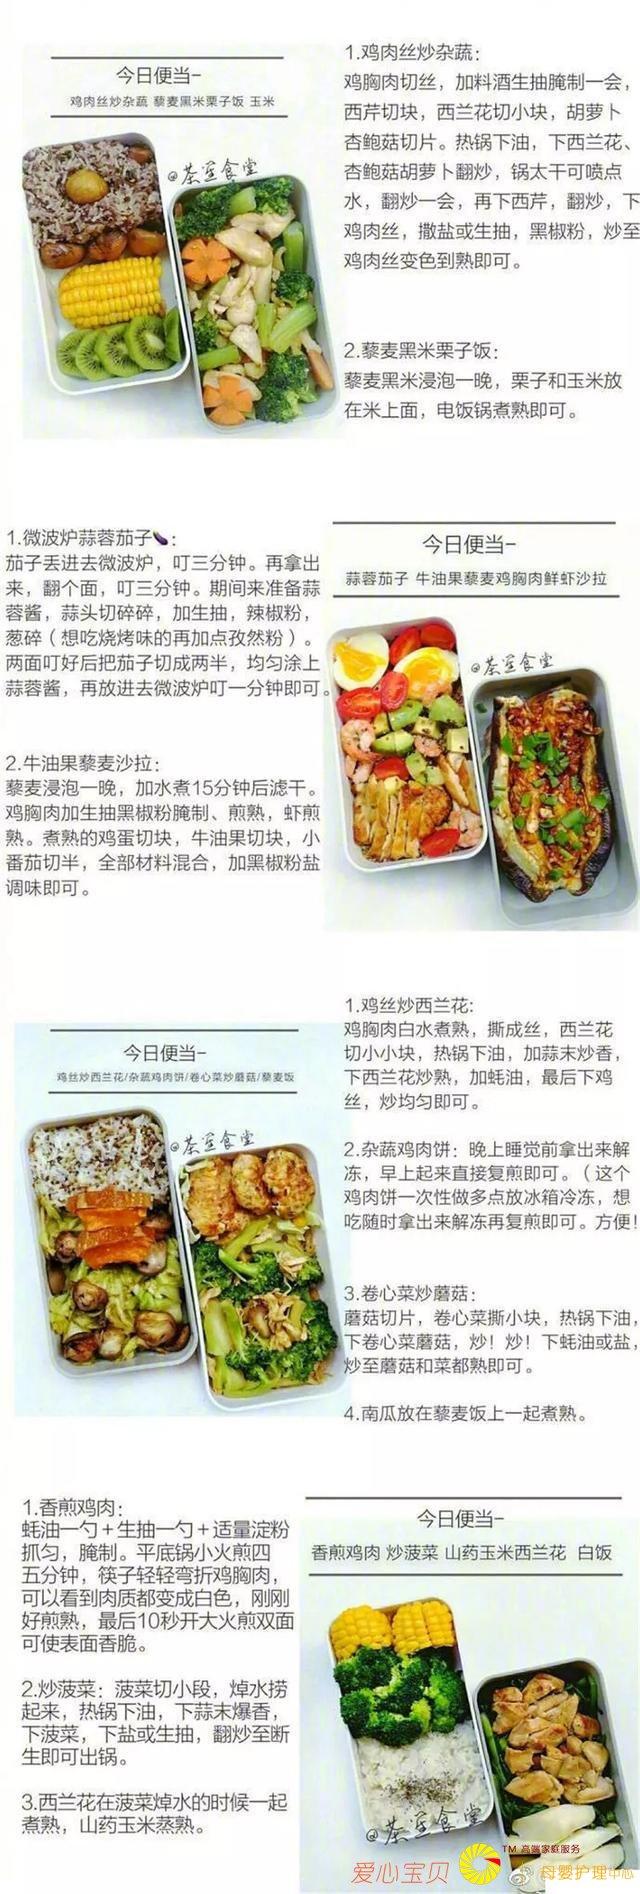 今日便当-
鸡肉丝炒杂蔬 藜麦黑米栗子饭 玉米
@茶笙食堂
1.鸡肉丝炒杂蔬：
鸡胸肉切丝，加料酒生抽腌制一会，
西芹切块，西兰花切小块，胡萝卜
杏鲍菇切片。热锅下油，下西兰花、
杏鲍菇胡萝卜翻炒，锅太干可喷点
水，翻炒一会，再下西芹，翻炒，下
鸡肉丝，撒盐或生抽，黑椒粉，炒至
鸡肉丝变色到熟即可。
2.藜麦黑米栗子饭：
藜麦黑米浸泡一晚，栗子和玉米放
在米上面，电饭锅煮熟即可。
1.微波炉蒜蓉茄子🍆：
茄子丢进去微波炉，叮三分钟。再拿出
来，翻个面，叮三分钟。期间来准备蒜
蓉酱，蒜头切碎碎，加生抽，辣椒粉，
葱碎（想吃烧烤味的再加点孜然粉）。
两面叮好后把茄子切成两半，均匀涂上
蒜蓉酱，再放进去微波炉叮一分钟即可。
2.牛油果藜麦沙拉：
藜麦浸泡一晚，加水煮15分钟后滤干。
鸡胸肉加生抽黑椒粉腌制、煎熟，虾煎
熟。煮熟的鸡蛋切块，牛油果切块，小
番茄切半，全部材料混合，加黑椒粉盐
调味即可。
今日便当-
蒜蓉茄子 牛油果藜麦鸡胸肉鲜虾沙拉
@茶笙食堂
今日便当-
鸡丝炒西兰花/杂蔬鸡肉饼/卷心菜炒蘑菇/藜麦饭
@茶笙食堂
1.鸡丝炒西兰花:
鸡胸肉白水煮熟，撕成丝，西兰花
切小小块，热锅下油，加蒜末炒香，
下西兰花炒熟，加蚝油，最后下鸡
丝，炒均匀即可。
2.杂蔬鸡肉饼：晚上睡觉前拿出来解
冻，早上起来直接复煎即可。（这个
鸡肉饼一次性做多点放冰箱冷冻，想
吃随时拿出来解冻再复煎即可。方便！
3.卷心菜炒蘑菇：
蘑菇切片，卷心菜撕小块，热锅下油，
下卷心菜蘑菇，炒！炒！下蚝油或盐，
炒至蘑菇和菜都熟即可。
4.南瓜放在藜麦饭上一起煮熟。
1.香煎鸡肉：
蚝油一勺＋生抽一勺＋适量淀粉
抓匀，腌制。平底锅小火煎四
五分钟，筷子轻轻弯折鸡胸肉，
可以看到肉质都变成白色，刚刚
好煎熟，最后10秒开大火煎双面
可使表面香脆。
2.炒菠菜：菠菜切小段，焯水捞
起来，热锅下油，下蒜末爆香，
下菠菜，下盐或生抽，翻炒至断
生即可出锅。
3.西兰花在菠菜焯水的时候一起
煮熟，山药玉米蒸熟。
今日便当-
香煎鸡肉 炒菠菜 山药玉米西兰花 白饭
@茶笙食堂
爱心宝贝
TM 高端家庭服务
母婴护理中心